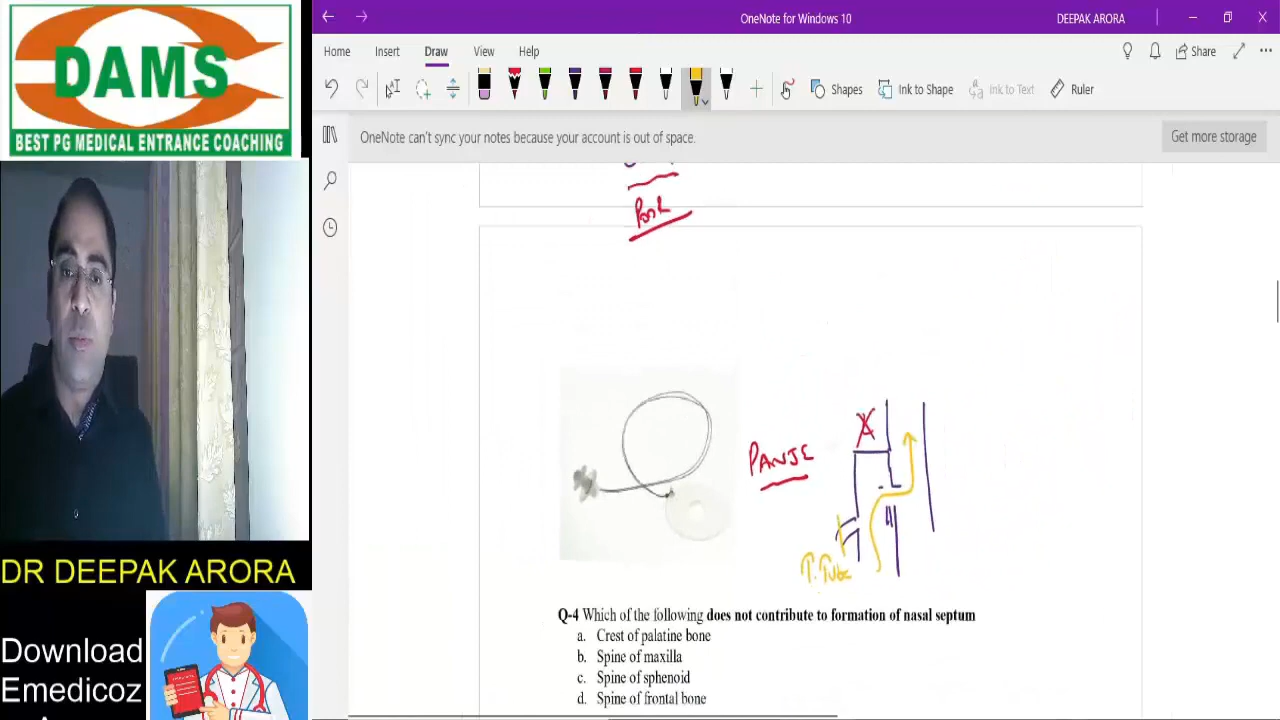 DAMS
BEST PG MEDICAL ENTRANCE COACHING
DR DEEPAK ARORA
Download
Emedicoz
OneNote for Windows 10
DEEPAK ARORA
Home
Insert
Draw
View
Help
Share
Shapes
Ink to Shape
Ink to Text
Ruler
OneNote can't sync your notes because your account is out of space.
Get more storage
PANJE
T. Tube
Q-4 Which of the following does not contribute to formation of nasal septum
a. Crest of palatine bone
b. Spine of maxilla
c. Spine of sphenoid
d. Spine of frontal bone